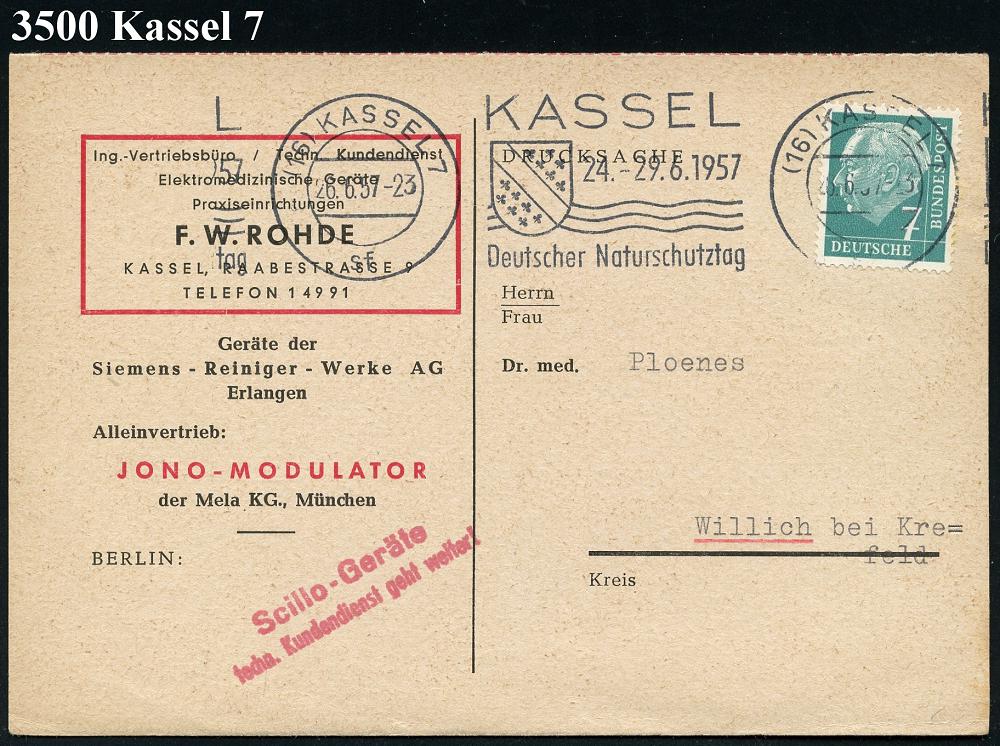 3500 Kassel 7
L
57
tag
(16) KASSEL 7
26.6.57-23
sf
Ing.-Vertriebsbüro / Techn. Kundendienst
Elektromedizinische Geräte
Praxiseinrichtungen
F. W. ROHDE
KASSEL, RAABESTRASSE 9
TELEFON 14991
Geräte der
Siemens - Reiniger - Werke AG
Erlangen
Alleinvertrieb:
JONO-MODULATOR
der Mela KG., München
BERLIN:
Scillo-Geräte
techn. Kundendienst geht weiter!
KASSEL
DRUCKSACHE
24.-29.6.1957
Deutscher Naturschutztag
(16) KASSEL
7
DEUTSCHE
BUNDESPOST
Herrn
Frau
Dr. med. Ploenes
Willich bei Kre=
feld
Kreis